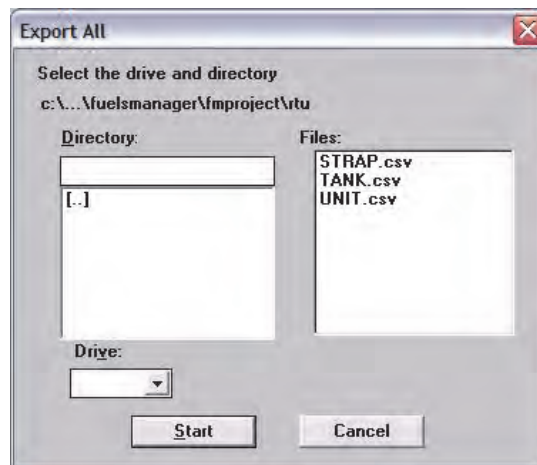 Export All
Select the drive and directory
c:\...\fuelsmanager\fmproject\rtu
Directory:
[..]
Files:
STRAP.csv
TANK.csv
UNIT.csv
Drive:
Start
Cancel